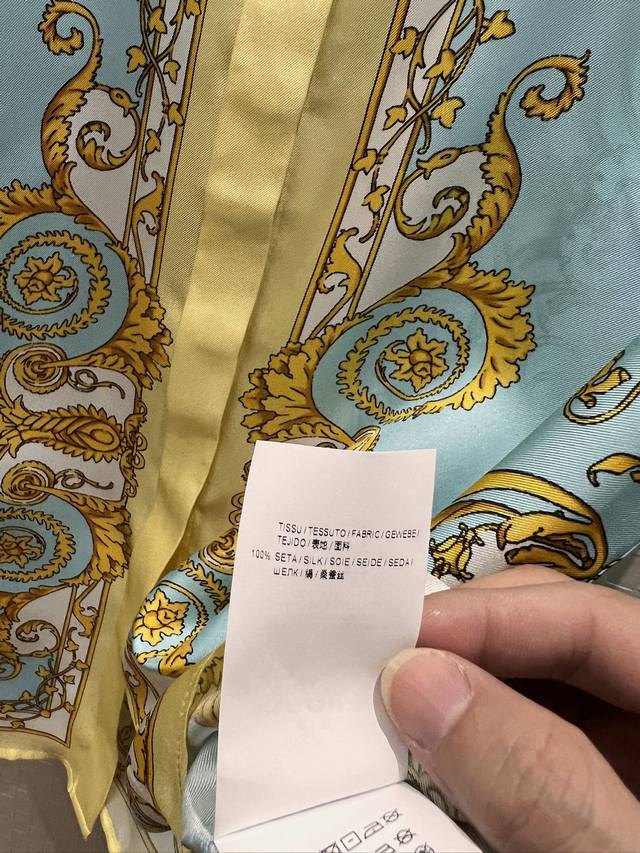 TISSU/TESSUTO/FABRIC/GEWEBE/
TEJIDO/表地/面料
100% SETA/SILK/SOIE/SEIDE/SEDA/
ШЕЛК/絹/桑蚕丝